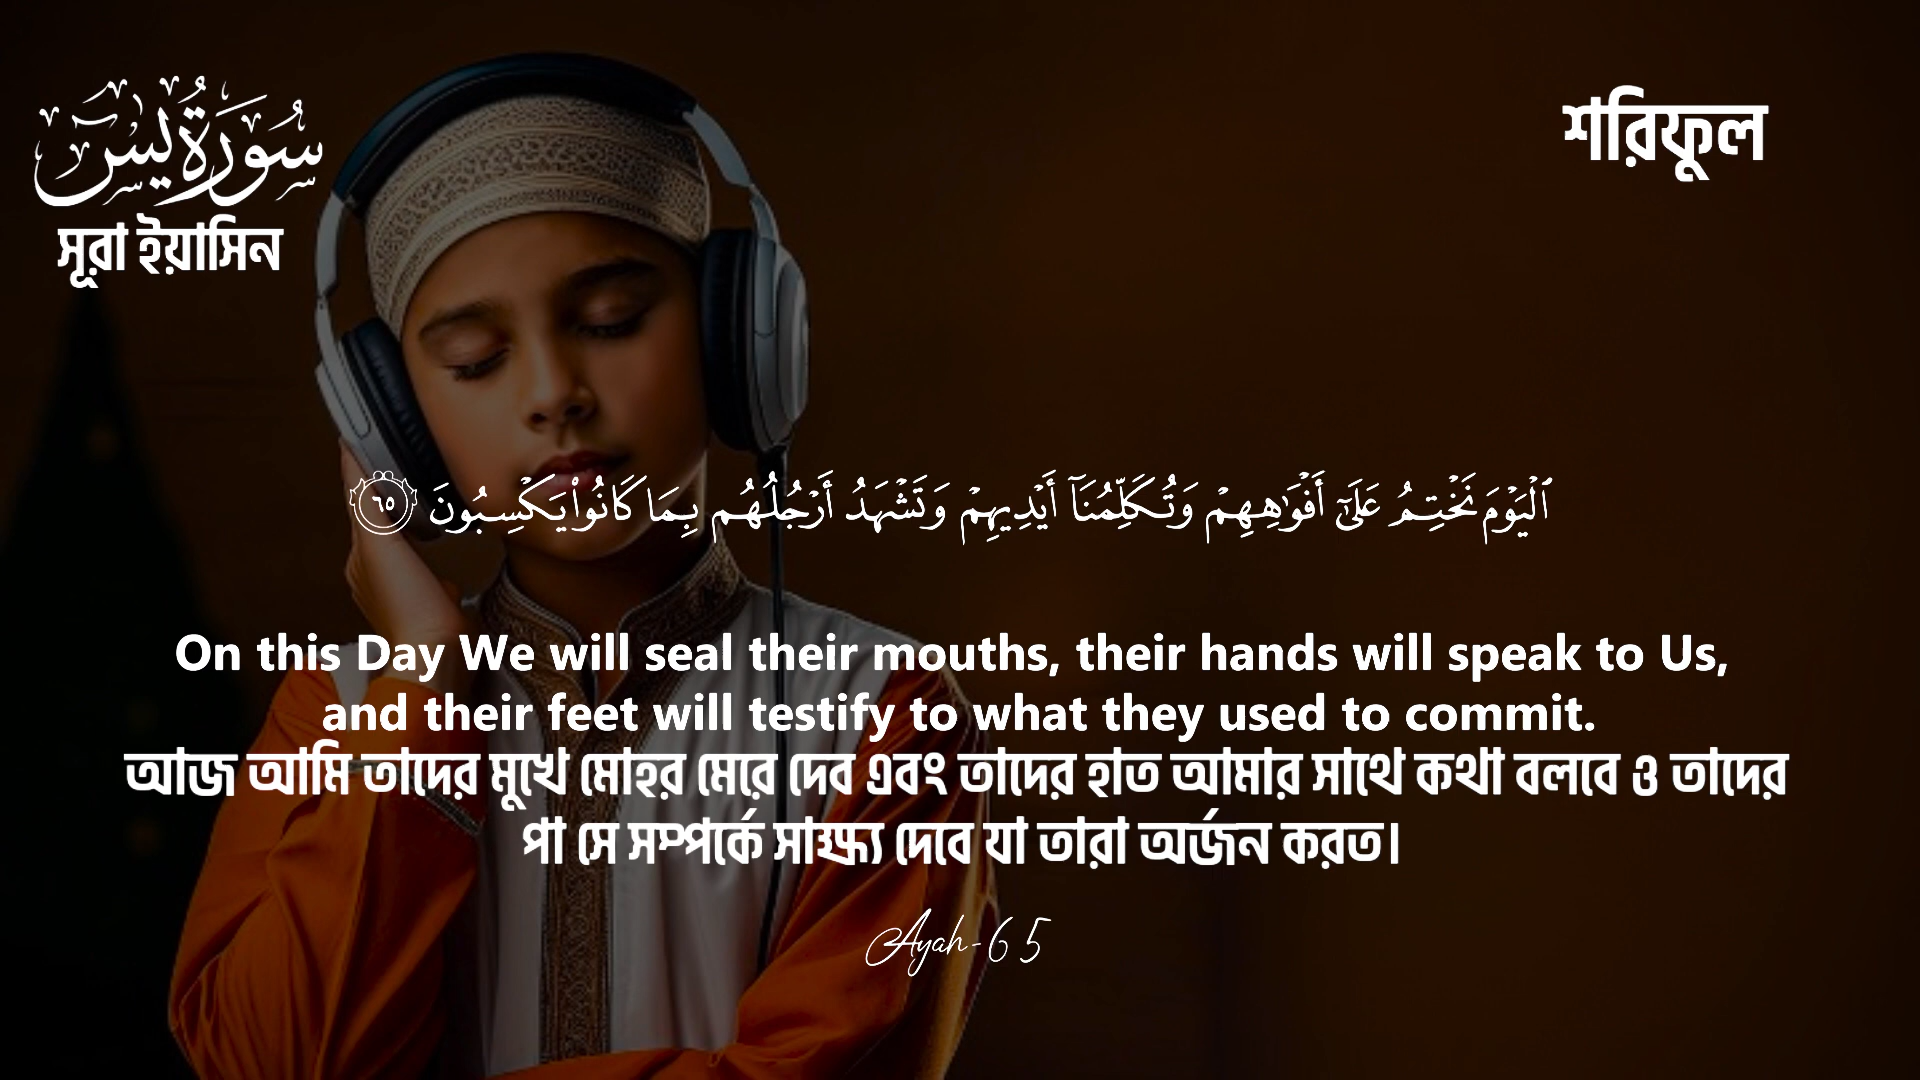 سُورَةُ يسٓ
সূরা ইয়াসিন
শরিফুল
ٱلْيَوْمَ نَخْتِمُ عَلَىٰٓ أَفْوَٰهِهِمْ وَتُكَلِّمُنَآ أَيْدِيهِمْ وَتَشْهَدُ أَرْجُلُهُم بِمَا كَانُوا۟ يَكْسِبُونَ ٦٥
On this Day We will seal their mouths, their hands will speak to Us,
and their feet will testify to what they used to commit.
আজ আমি তাদের মুখে মোহর মেরে দেব এবং তাদের হাত আমার সাথে কথা বলবে ও তাদের
পা সে সম্পর্কে সাক্ষ্য দেবে যা তারা অর্জন করত।
Ayah-65